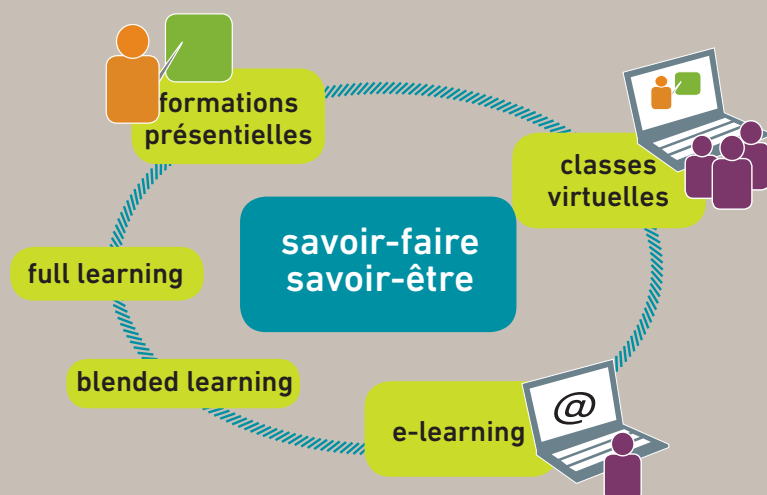 formations
présentielles
classes
virtuelles
savoir-faire
savoir-être
full learning
blended learning
e-learning
@